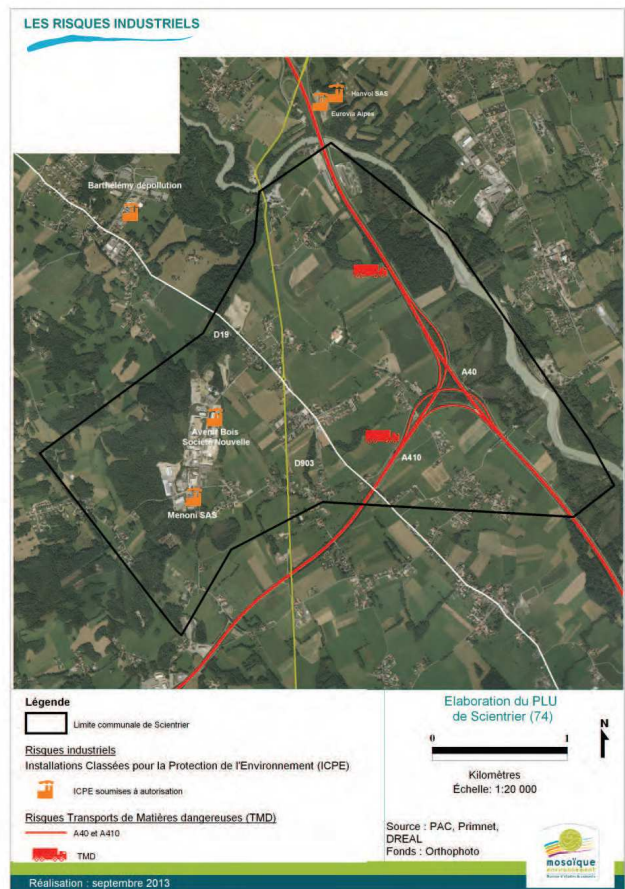 LES RISQUES INDUSTRIELS
Hanvol SAS
Eurovia Alpes
Barthélémy dépollution
D19
A40
Avenir Bois
Société Nouvelle
D903
A410
Menoni SAS
Légende
Limite communale de Scientrier
Risques industriels
Installations Classées pour la Protection de l'Environnement (ICPE)
ICPE soumises à autorisation
Risques Transports de Matières dangereuses (TMD)
A40 et A410
TMD
Elaboration du PLU
de Scientrier (74)
N
0 1
Kilomètres
Échelle: 1:20 000
Source : PAC, Primnet,
DREAL
Fonds : Orthophoto
mosaïque
environnement
Réalisation : septembre 2013